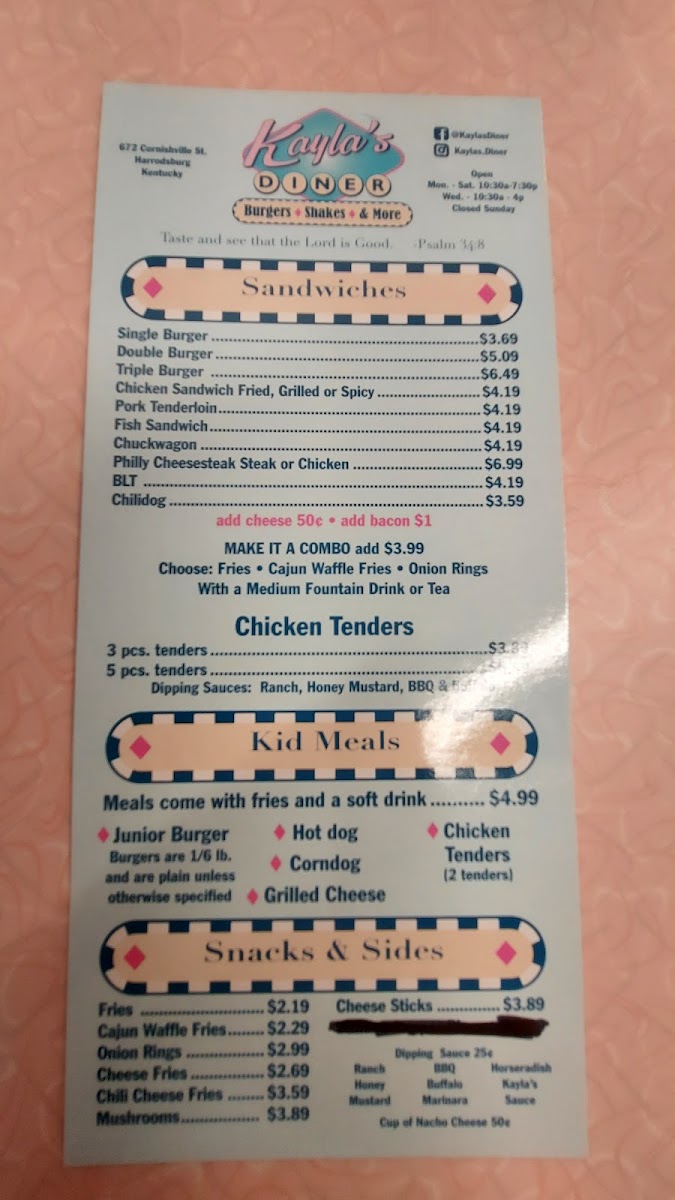 672 Cornishville St.
Harrodsburg
Kentucky
Kayla's
DINER
Burgers ♦ Shakes ♦ & More
@KaylasDiner
Kaylas.Diner
Open
Mon. - Sat. 10:30a-7:30p
Wed. - 10:30a - 4p
Closed Sunday
Taste and see that the Lord is Good. -Psalm 34:8
Sandwiches
Single Burger $3.69
Double Burger $5.09
Triple Burger $6.49
Chicken Sandwich Fried, Grilled or Spicy $4.19
Pork Tenderloin $4.19
Fish Sandwich $4.19
Chuckwagon $4.19
Philly Cheesesteak Steak or Chicken $6.99
BLT $4.19
Chilidog $3.59
add cheese 50¢ • add bacon $1
MAKE IT A COMBO add $3.99
Choose: Fries • Cajun Waffle Fries • Onion Rings
With a Medium Fountain Drink or Tea
Chicken Tenders
3 pcs. tenders
5 pcs. tenders
Dipping Sauces: Ranch, Honey Mustard, BBQ &
Kid Meals
Meals come with fries and a soft drink $4.99
♦ Junior Burger
Burgers are 1/6 lb.
and are plain unless
otherwise specified
♦ Hot dog
♦ Corndog
♦ Grilled Cheese
♦ Chicken
Tenders
(2 tenders)
Snacks & Sides
Fries $2.19
Cajun Waffle Fries $2.29
Onion Rings $2.99
Cheese Fries $2.69
Chili Cheese Fries $3.59
Mushrooms $3.89
Cheese Sticks $3.89
Dipping Sauce 25¢
Ranch BBQ Horseradish
Honey Buffalo Kayla's
Mustard Marinara Sauce
Cup of Nacho Cheese 50¢